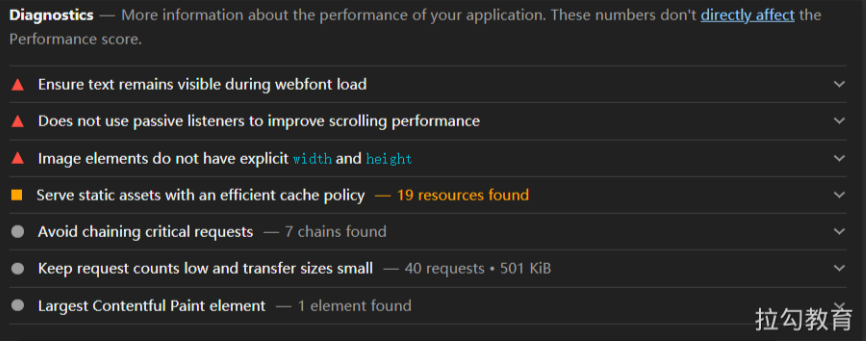 Diagnostics — More information about the performance of your application. These numbers don't directly affect the
Performance score.
Ensure text remains visible during webfont load
Does not use passive listeners to improve scrolling performance
Image elements do not have explicit width and height
Serve static assets with an efficient cache policy — 19 resources found
Avoid chaining critical requests — 7 chains found
Keep request counts low and transfer sizes small — 40 requests • 501 KiB
Largest Contentful Paint element — 1 element found
拉勾教育